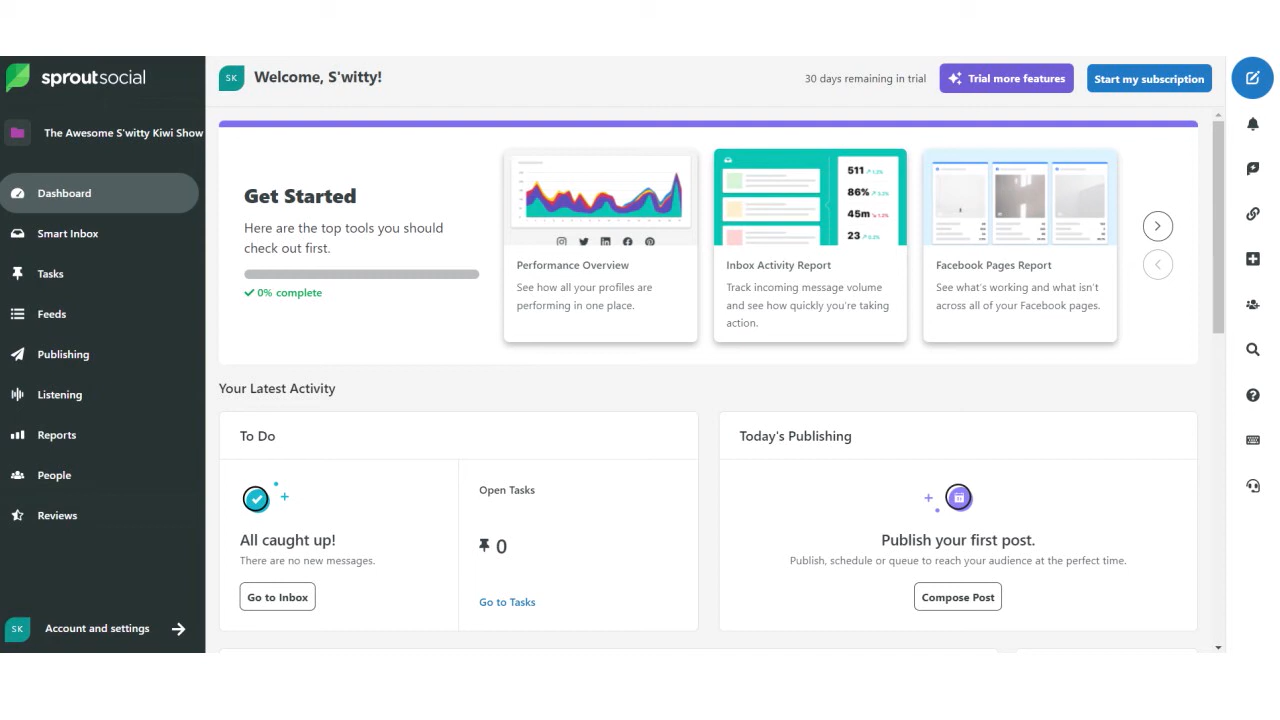 sproutsocial
The Awesome S'witty Kiwi Show
Dashboard
Smart Inbox
Tasks
Feeds
Publishing
Listening
Reports
People
Reviews
SK
Account and settings
SK
Welcome, S'witty!
30 days remaining in trial
Trial more features
Start my subscription
Get Started
Here are the top tools you should
check out first.
0% complete
Performance Overview
See how all your profiles are
performing in one place.
511 1.2%
86% 3.2%
45m 1.2%
23
Inbox Activity Report
Track incoming message volume
and see how quickly you're taking
action.
Facebook Pages Report
See what's working and what isn't
across all of your Facebook pages.
Your Latest Activity
To Do
All caught up!
There are no new messages.
Go to Inbox
Open Tasks
0
Go to Tasks
Today's Publishing
Publish your first post.
Publish, schedule or queue to reach your audience at the perfect time.
Compose Post